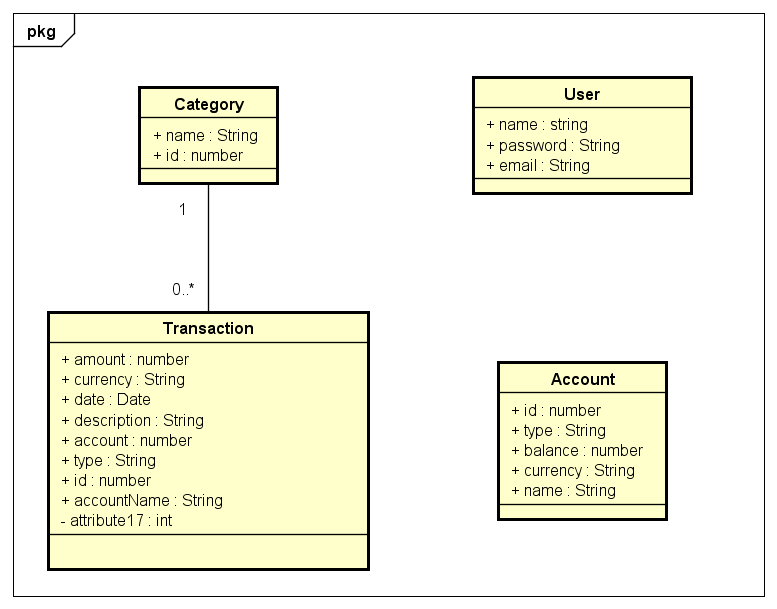 pkg
Category
+ name : String
+ id : number
User
+ name : string
+ password : String
+ email : String
1
0..*
Transaction
+ amount : number
+ currency : String
+ date : Date
+ description : String
+ account : number
+ type : String
+ id : number
+ accountName : String
- attribute17 : int
Account
+ id : number
+ type : String
+ balance : number
+ currency : String
+ name : String